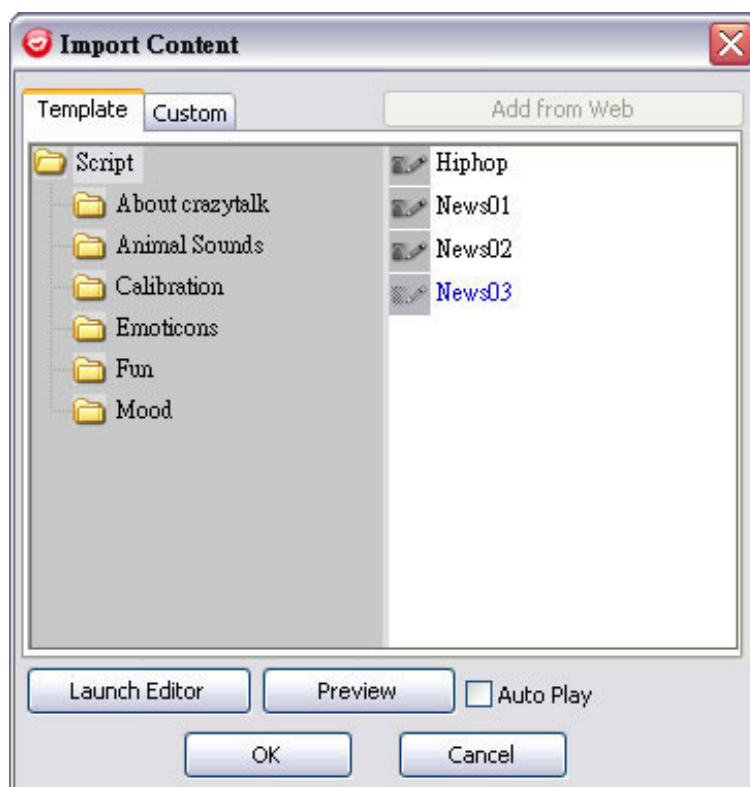 Import Content
Template
Custom
Add from Web
Script
About crazytalk
Animal Sounds
Calibration
Emoticons
Fun
Mood
Hiphop
News01
News02
News03
Launch Editor
Preview
Auto Play
OK
Cancel